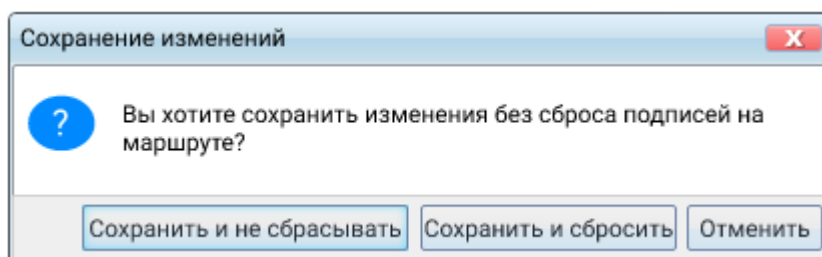 Сохранение изменений
X
?
Вы хотите сохранить изменения без сброса подписей на
маршруте?
Сохранить и не сбрасывать Сохранить и сбросить Отменить